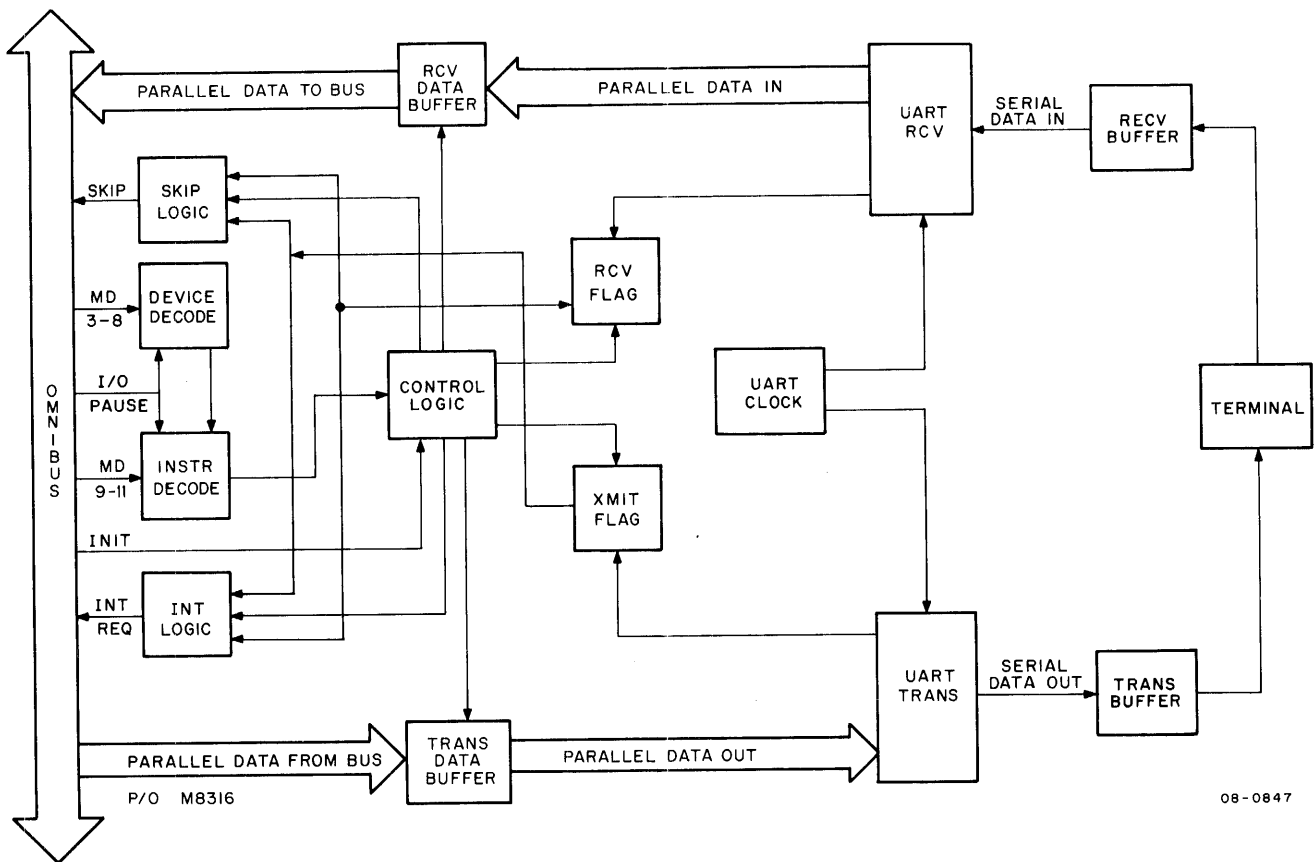 OMNIBUS
PARALLEL DATA TO BUS
RCV
DATA
BUFFER
PARALLEL DATA IN
UART
RCV
SERIAL
DATA IN
RECV
BUFFER
SKIP
SKIP
LOGIC
MD
3-8
DEVICE
DECODE
RCV
FLAG
I/O
PAUSE
CONTROL
LOGIC
UART
CLOCK
TERMINAL
MD
9-11
INSTR
DECODE
XMIT
FLAG
INIT
INT
REQ
INT
LOGIC
UART
TRANS
SERIAL
DATA OUT
TRANS
BUFFER
PARALLEL DATA FROM BUS
TRANS
DATA
BUFFER
PARALLEL DATA OUT
P/O M8316
08-0847